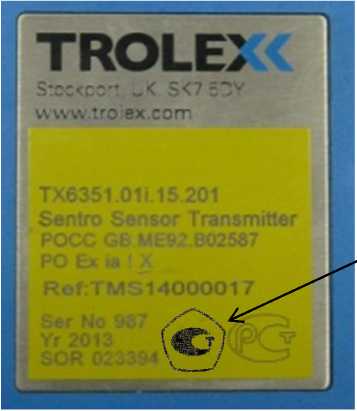 TROLEX
Stockport, UK, SK7 5DY
www.trolex.com
TX6351.01i.15.201
Sentro Sensor Transmitter
POCC GB.ME92.B02587
PO Ex ia I X
Ref:TMS14000017
Ser No 987
Yr 2013
SOR 023394